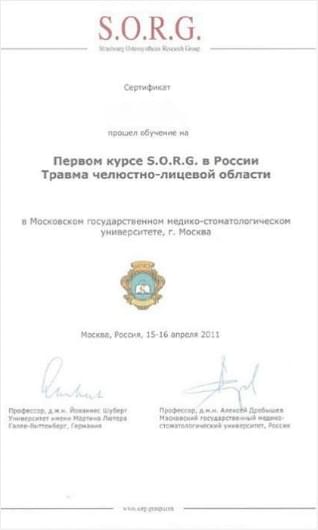 S.O.R.G.
Strasbourg Osteosynthesis Research Group
Сертификат
прошел обучение на
Первом курсе S.O.R.G. в России
Травма челюстно-лицевой области
в Московском государственном медико-стоматологическом
университете, г. Москва
Москва, Россия, 15-16 апреля 2011
Профессор, д.м.н. Йоханнес Шуберт
Университет имени Мартина Лютера
Галле-Виттенберг, Германия
Профессор, д.м.н. Алексей Дробышев
Московский государственный медико-
стоматологический университет, Россия
www.sorg-group.com